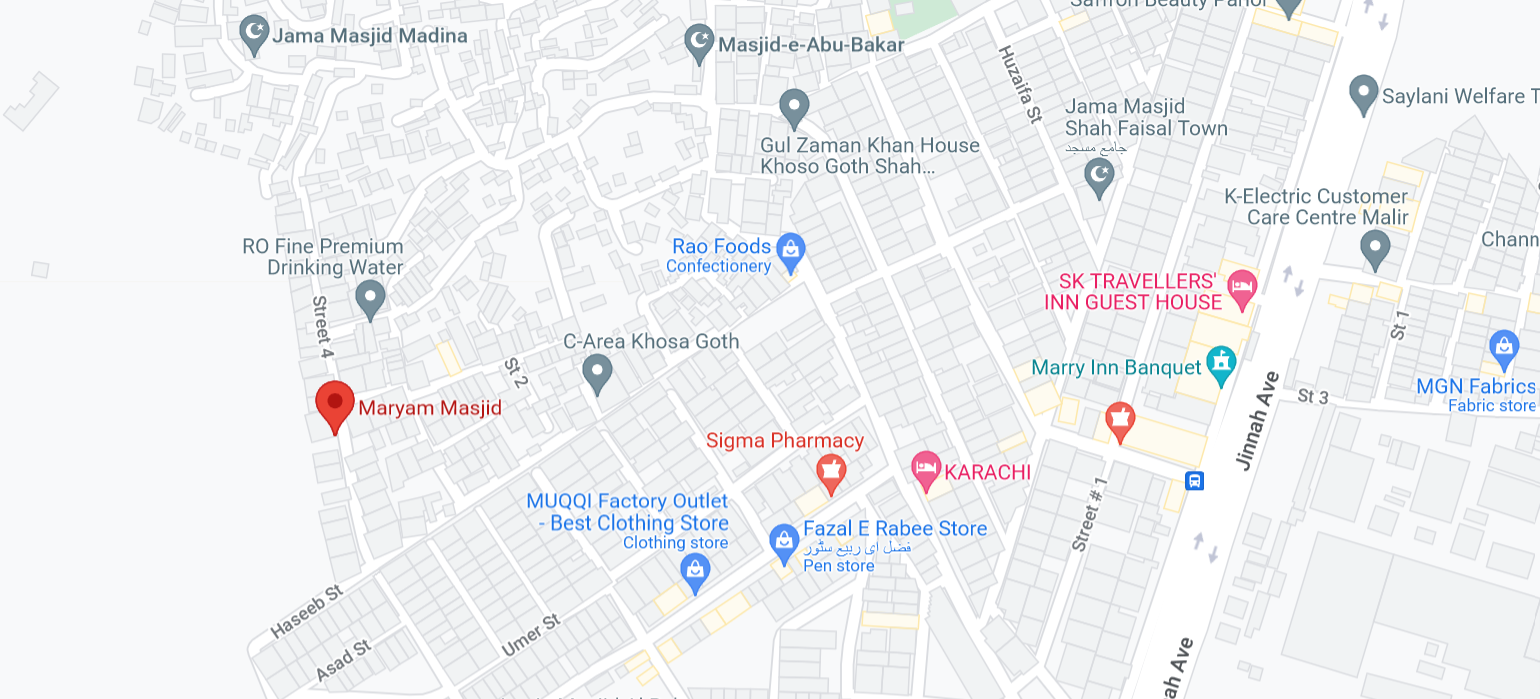 Saffron Beauty Parlor
Jama Masjid Madina
Masjid-e-Abu-Bakar
Huzaifa St
Saylani Welfare T
Jama Masjid
Shah Faisal Town
جامع مسجد
Gul Zaman Khan House
Khoso Goth Shah...
K-Electric Customer
Care Centre Malir
Chann
RO Fine Premium
Drinking Water
Rao Foods
Confectionery
SK TRAVELLERS'
INN GUEST HOUSE
Street 4
St 1
C-Area Khosa Goth
St 2
Marry Inn Banquet
MGN Fabrics
Fabric store
St 3
Jinnah Ave
Maryam Masjid
Sigma Pharmacy
KARACHI
MUQQI Factory Outlet
- Best Clothing Store
Clothing store
Fazal E Rabee Store
فضل ای ربیع سٹور
Pen store
Street # 1
Haseeb St
Umer St
Asad St
ah Ave